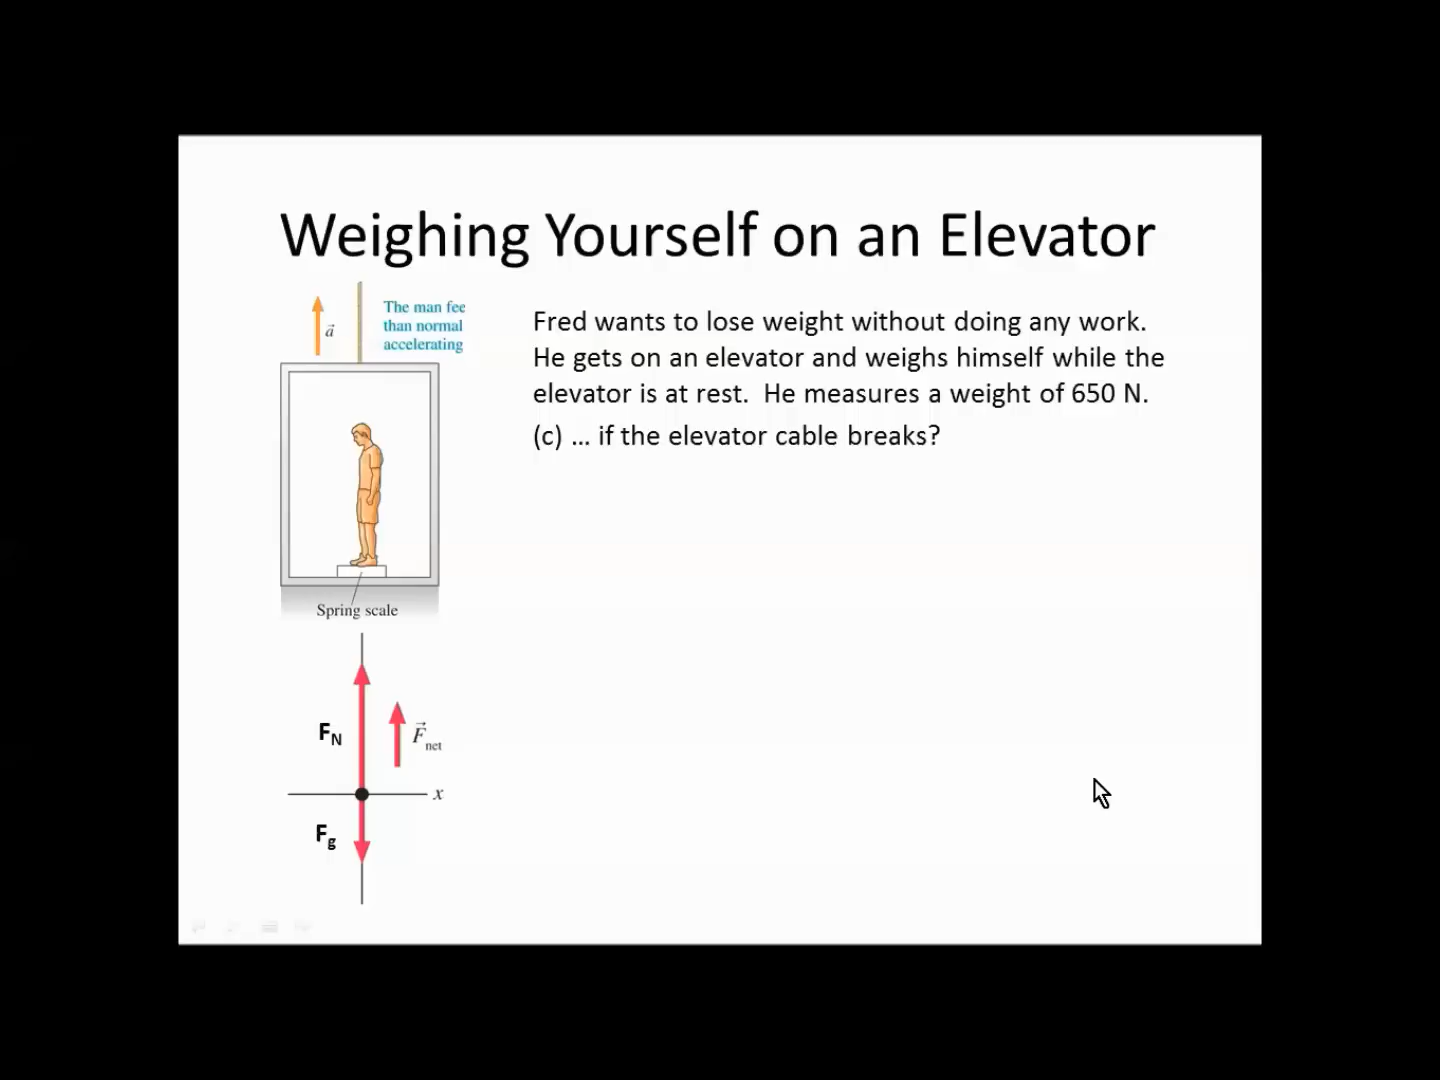 Weighing Yourself on an Elevator
a
The man fee
than normal
accelerating
Fred wants to lose weight without doing any work.
He gets on an elevator and weighs himself while the
elevator is at rest. He measures a weight of 650 N.
(c) ... if the elevator cable breaks?
Spring scale
FN
Fnet
x
Fg